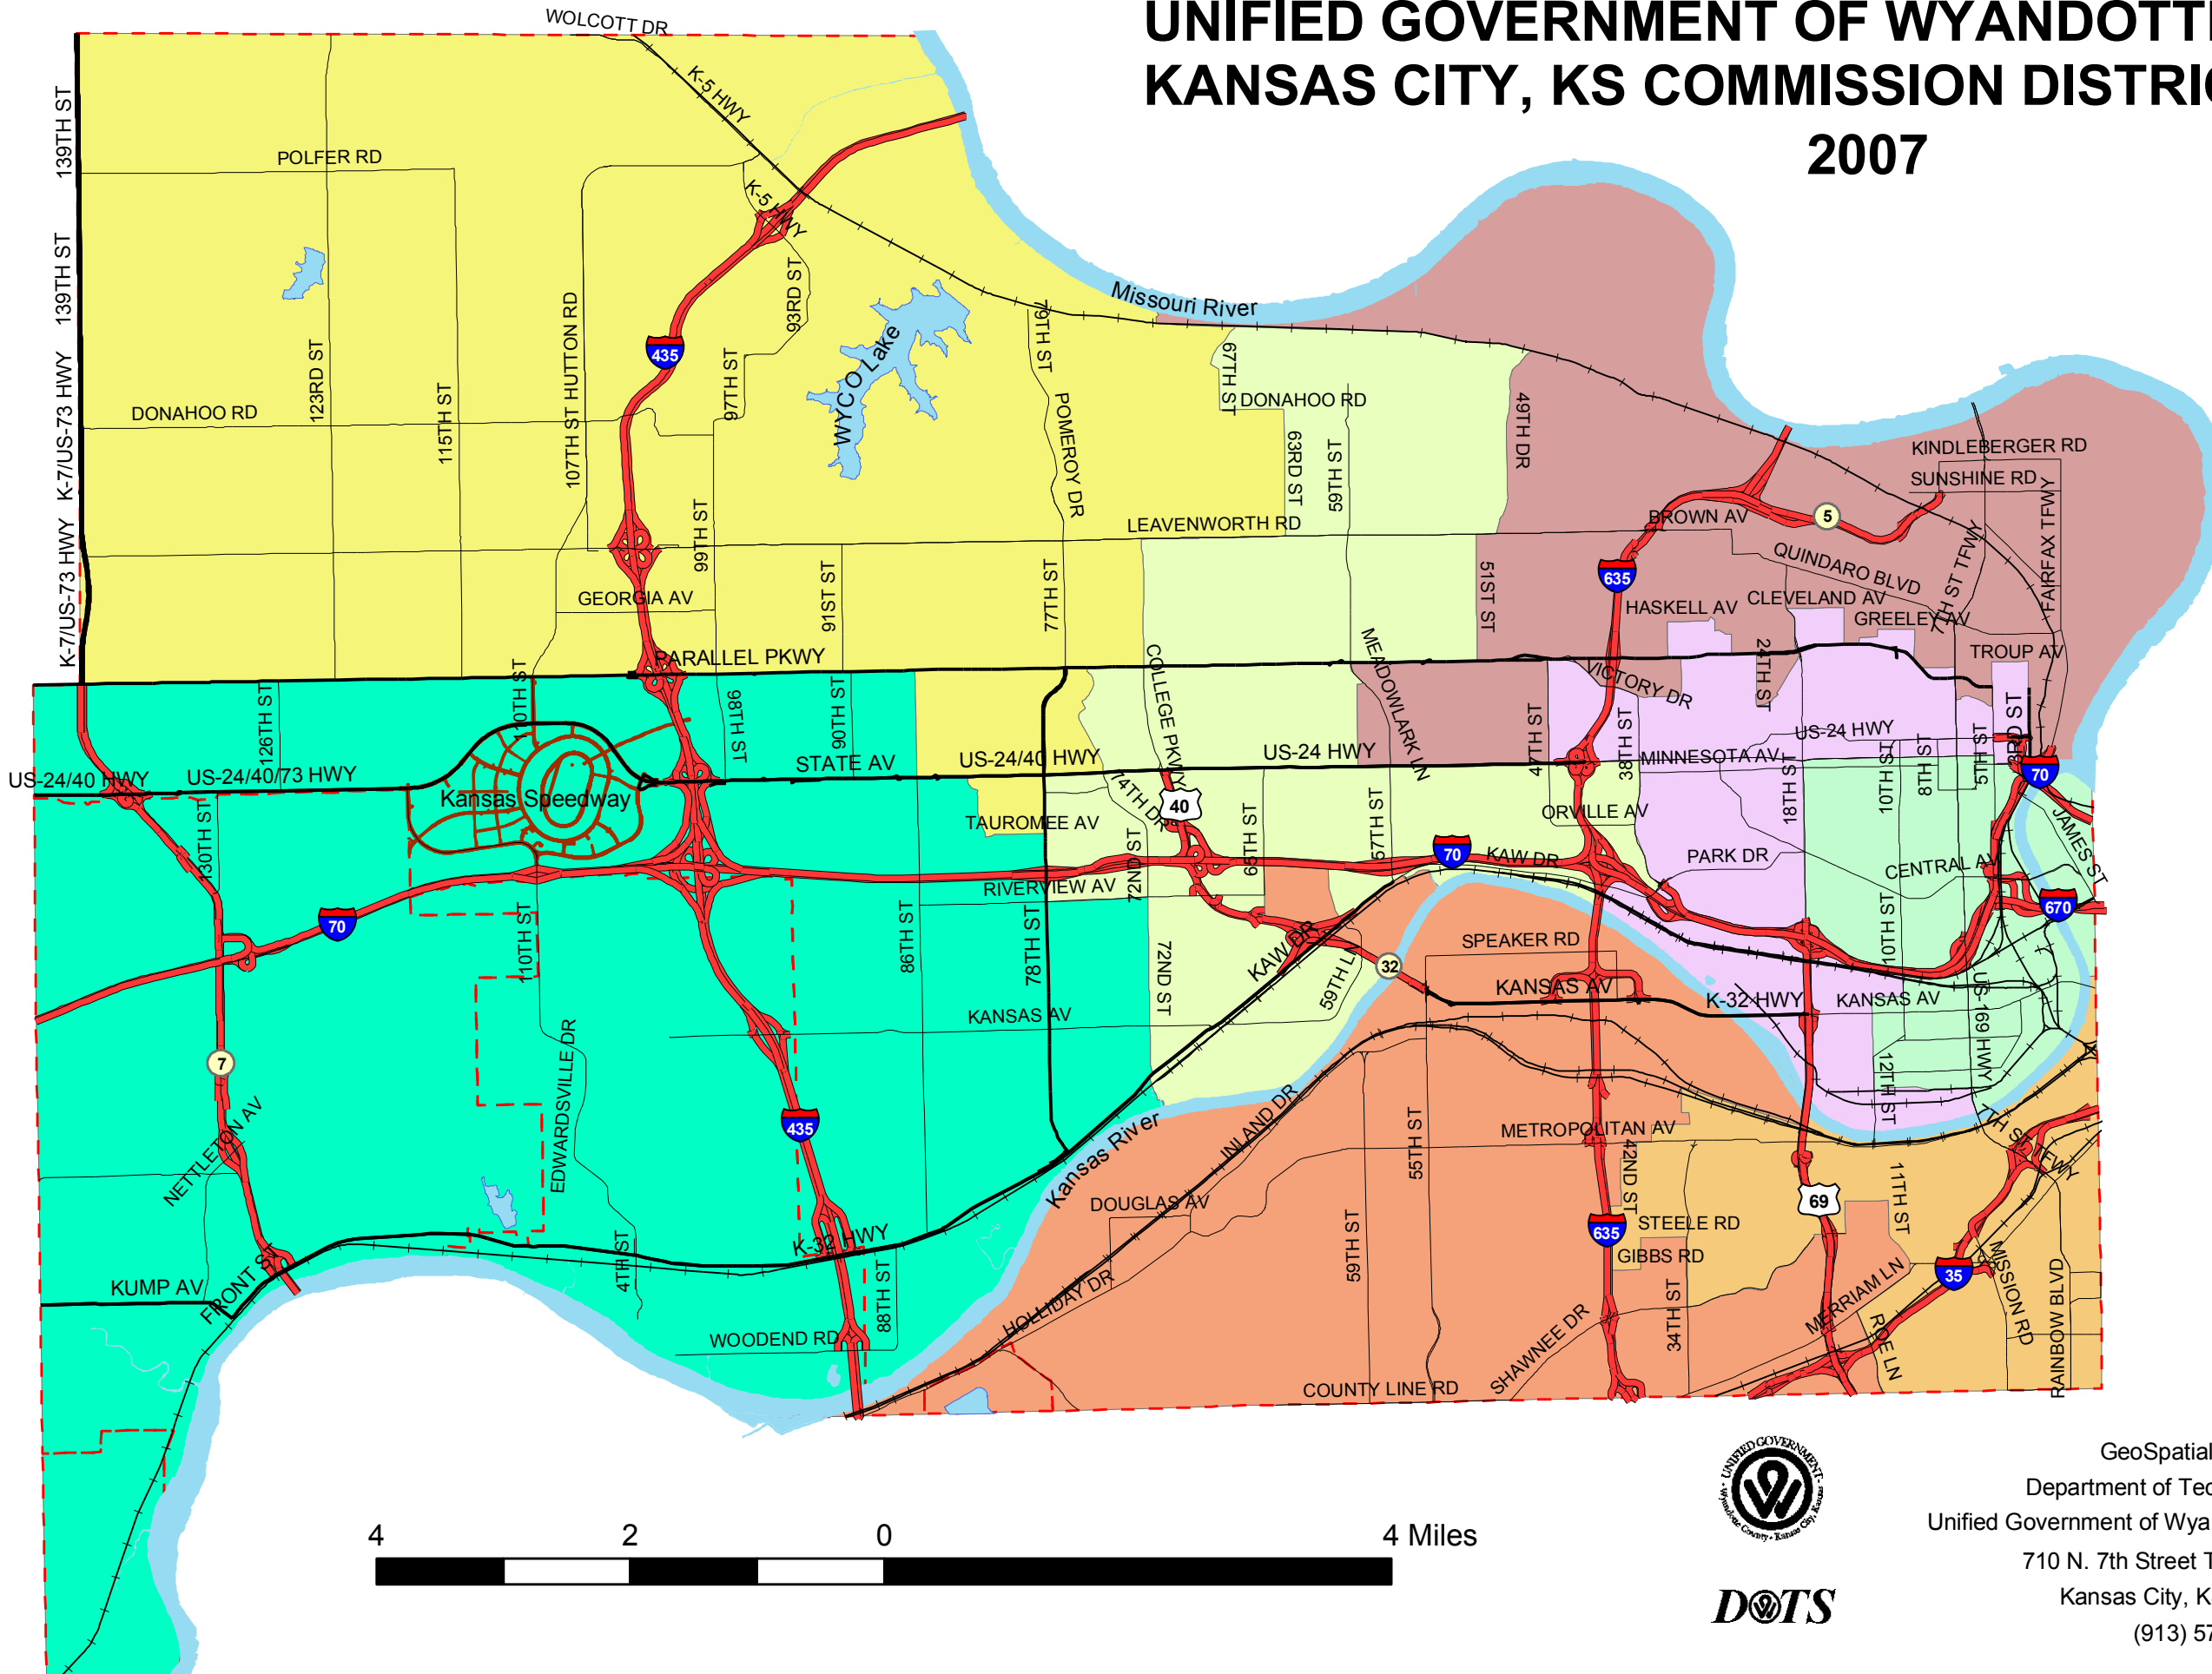 UNIFIED GOVERNMENT OF WYANDOTT
KANSAS CITY, KS COMMISSION DISTRI
2007
WOLCOTT DR
K-5 HWY
139TH ST
POLFER RD
K-5 HWY
139TH ST
93RD ST
107TH ST HUTTON RD
Missouri River
79TH ST
435
WYCO Lake
97TH ST
123RD ST
115TH ST
K-7/US-73 HWY
67TH ST
DONAHOO RD
DONAHOO RD
POMEROY DR
49TH DR
63RD ST
59TH ST
KINDLEBERGER RD
SUNSHINE RD
FAIRFAX TFWY
LEAVENWORTH RD
BROWN AV
5
99TH ST
K-7/US-73 HWY
7TH ST TFWY
QUINDARO BLVD
635
GEORGIA AV
91ST ST
77TH ST
51ST ST
HASKELL AV
CLEVELAND AV
GREELEY AV
TROUP AV
PARALLEL PKWY
COLLEGE PKWY
MEADOWLARK LN
VICTORY DR
24TH ST
126TH ST
110TH ST
98TH ST
90TH ST
47TH ST
38TH ST
3RD ST
US-24 HWY
US-24/40 HWY
US-24/40/73 HWY
STATE AV
US-24/40 HWY
US-24 HWY
MINNESOTA AV
18TH ST
10TH ST
8TH ST
5TH ST
70
Kansas Speedway
74TH DR
40
TAUROMEE AV
ORVILLE AV
JAMES ST
130TH ST
72ND ST
65TH ST
57TH ST
70
KAW DR
PARK DR
CENTRAL AV
RIVERVIEW AV
670
70
110TH ST
86TH ST
78TH ST
72ND ST
KAW DR
59TH LN
32
SPEAKER RD
10TH ST
KANSAS AV
KANSAS AV
K-32 HWY
KANSAS AV
US-169 HWY
7
EDWARDSVILLE DR
435
NETTLETON AV
Kansas River
INLAND DR
55TH ST
METROPOLITAN AV
42ND ST
12TH ST
7TH ST TFWY
DOUGLAS AV
69
11TH ST
635
STEELE RD
GIBBS RD
K-32 HWY
4TH ST
88TH ST
59TH ST
KUMP AV
FRONT ST
HOLLIDAY DR
34TH ST
MERRIAM LN
35
MISSION RD
RAINBOW BLVD
WOODEND RD
SHAWNEE DR
ROE LN
COUNTY LINE RD
4 2 0 4 Miles
UNIFIED GOVERNMENT
Wyandotte County • Kansas City, Kansas
DOTS
GeoSpatial
Department of Tec
Unified Government of Wya
710 N. 7th Street T
Kansas City, K
(913) 57